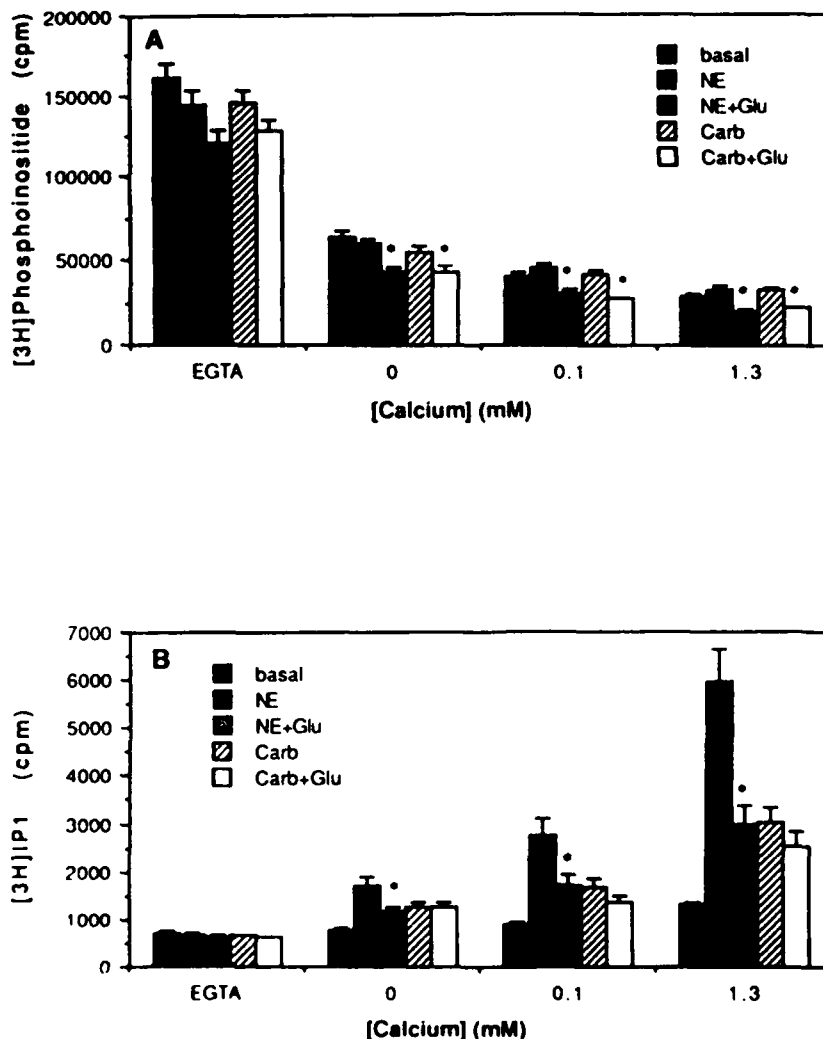 A
[3H]Phosphoinositide (cpm)
200000
150000
100000
50000
0
basal
NE
NE+Glu
Carb
Carb+Glu
EGTA
0
0.1
1.3
[Calcium] (mM)
B
[3H]IP1 (cpm)
7000
6000
5000
4000
3000
2000
1000
0
basal
NE
NE+Glu
Carb
Carb+Glu
EGTA
0
0.1
1.3
[Calcium] (mM)